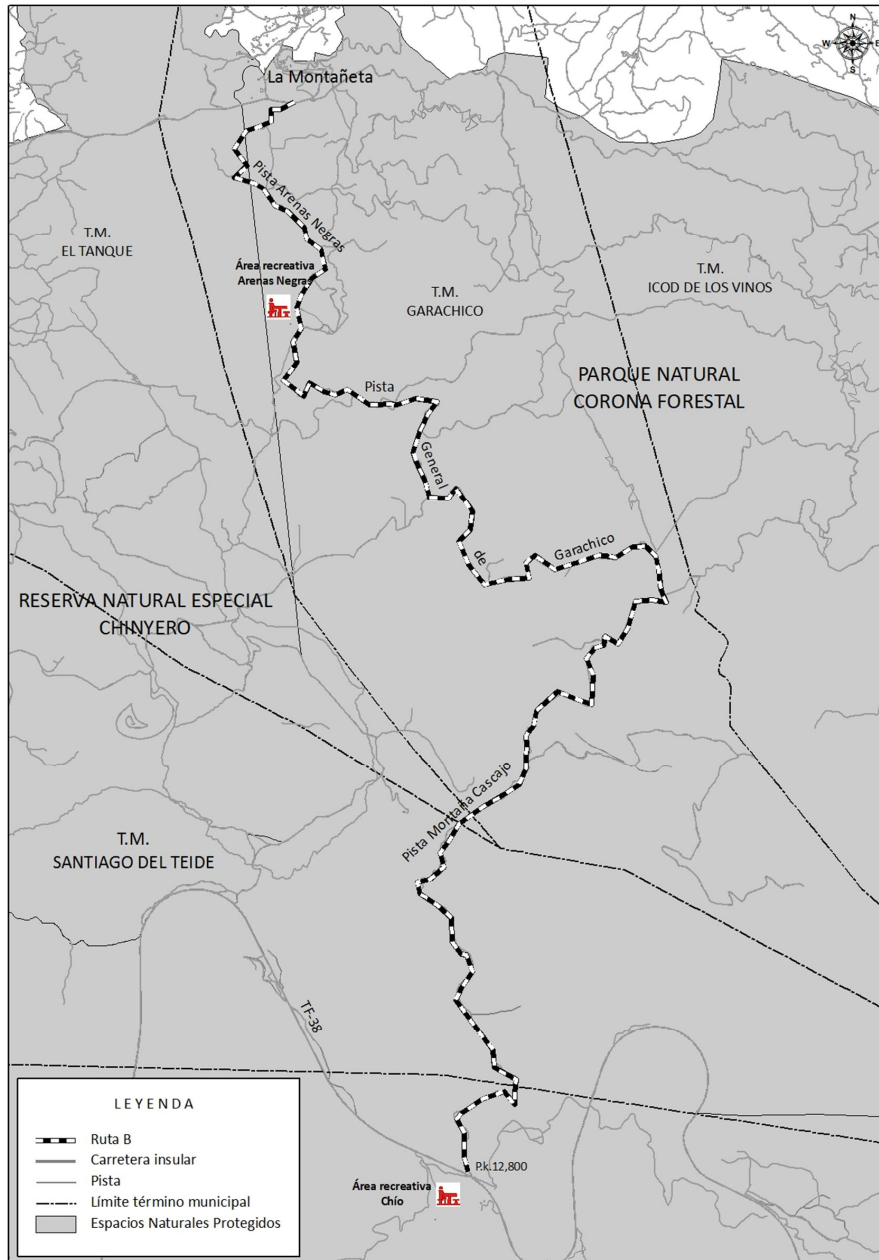 N
W E
S
La Montañeta
Pista Arenas Negras
T.M.
EL TANQUE
Área recreativa
Arenas Negras
T.M.
GARACHICO
T.M.
ICOD DE LOS VINOS
PARQUE NATURAL
CORONA FORESTAL
Pista
General
de
Garachico
RESERVA NATURAL ESPECIAL
CHINYERO
Pista Montaña Cascajo
T.M.
SANTIAGO DEL TEIDE
TF-38
P.k.12,800
Área recreativa
Chío
LEYENDA
Ruta B
Carretera insular
Pista
Límite término municipal
Espacios Naturales Protegidos